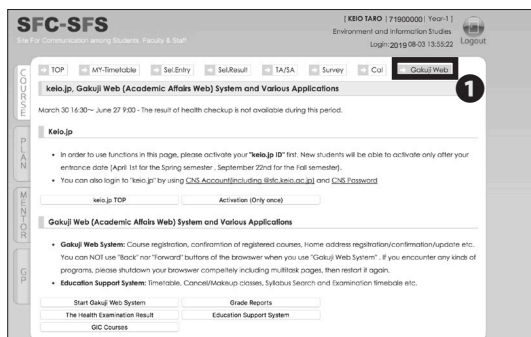 SFC-SFS
Site For Communication among Students, Faculty & Staff
[ KEIO TARO | 71900000 | Year-1 ]
Environment and Information Studies
Login: 2019 08-03 13:55:22
Logout
TOP MY-Timetable Sel.Entry Sel.Result TA/SA Survey Cal Gakuji Web
1
COURSE
PLAN
MENTOR
GP
keio.jp, Gakuji Web (Academic Affairs Web) System and Various Applications
March 30 16:30~ June 27 9:00 - The result of health checkup is not available during this period.
Keio.jp
• In order to use functions in this page, please activate your "keio.jp ID" first. New students will be able to activate only after your
entrance date (April 1st for the Spring semester , September 22nd for the Fall semester).
• You can also login to "keio.jp" by using CNS Account(including @sfc.keio.ac.jp) and CNS Password
keio.jp TOP Activation (Only once)
Gakuji Web (Academic Affairs Web) System and Various Applications
• Gakuji Web System: Course registration, confiramtion of registered courses, Home address registration/confirmation/update etc.
You can NOT use "Back" nor "Forward" buttons of the browswer when you use "Gakuji Web System" . If you encounter any kinds of
programs, please shutdown your browswer compeltely including multitask pages, then restart it again.
• Education Support System: Timetable, Cancel/Makeup classes, Syllabus Search and Examination timebale etc.
Start Gakuji Web System Grade Reports
The Health Examination Result Education Support System
GIC Courses